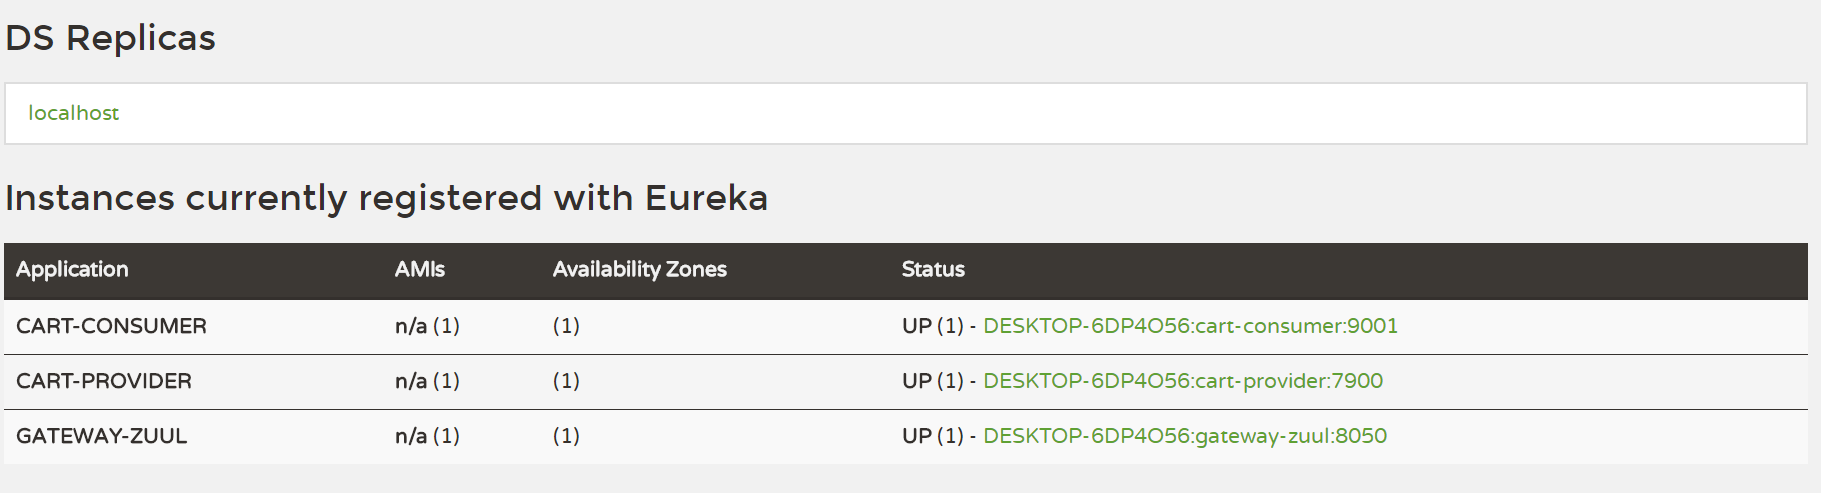 DS Replicas
localhost
Instances currently registered with Eureka
Application AMIs Availability Zones Status
CART-CONSUMER n/a (1) (1) UP (1) - DESKTOP-6DP4O56:cart-consumer:9001
CART-PROVIDER n/a (1) (1) UP (1) - DESKTOP-6DP4O56:cart-provider:7900
GATEWAY-ZUUL n/a (1) (1) UP (1) - DESKTOP-6DP4O56:gateway-zuul:8050